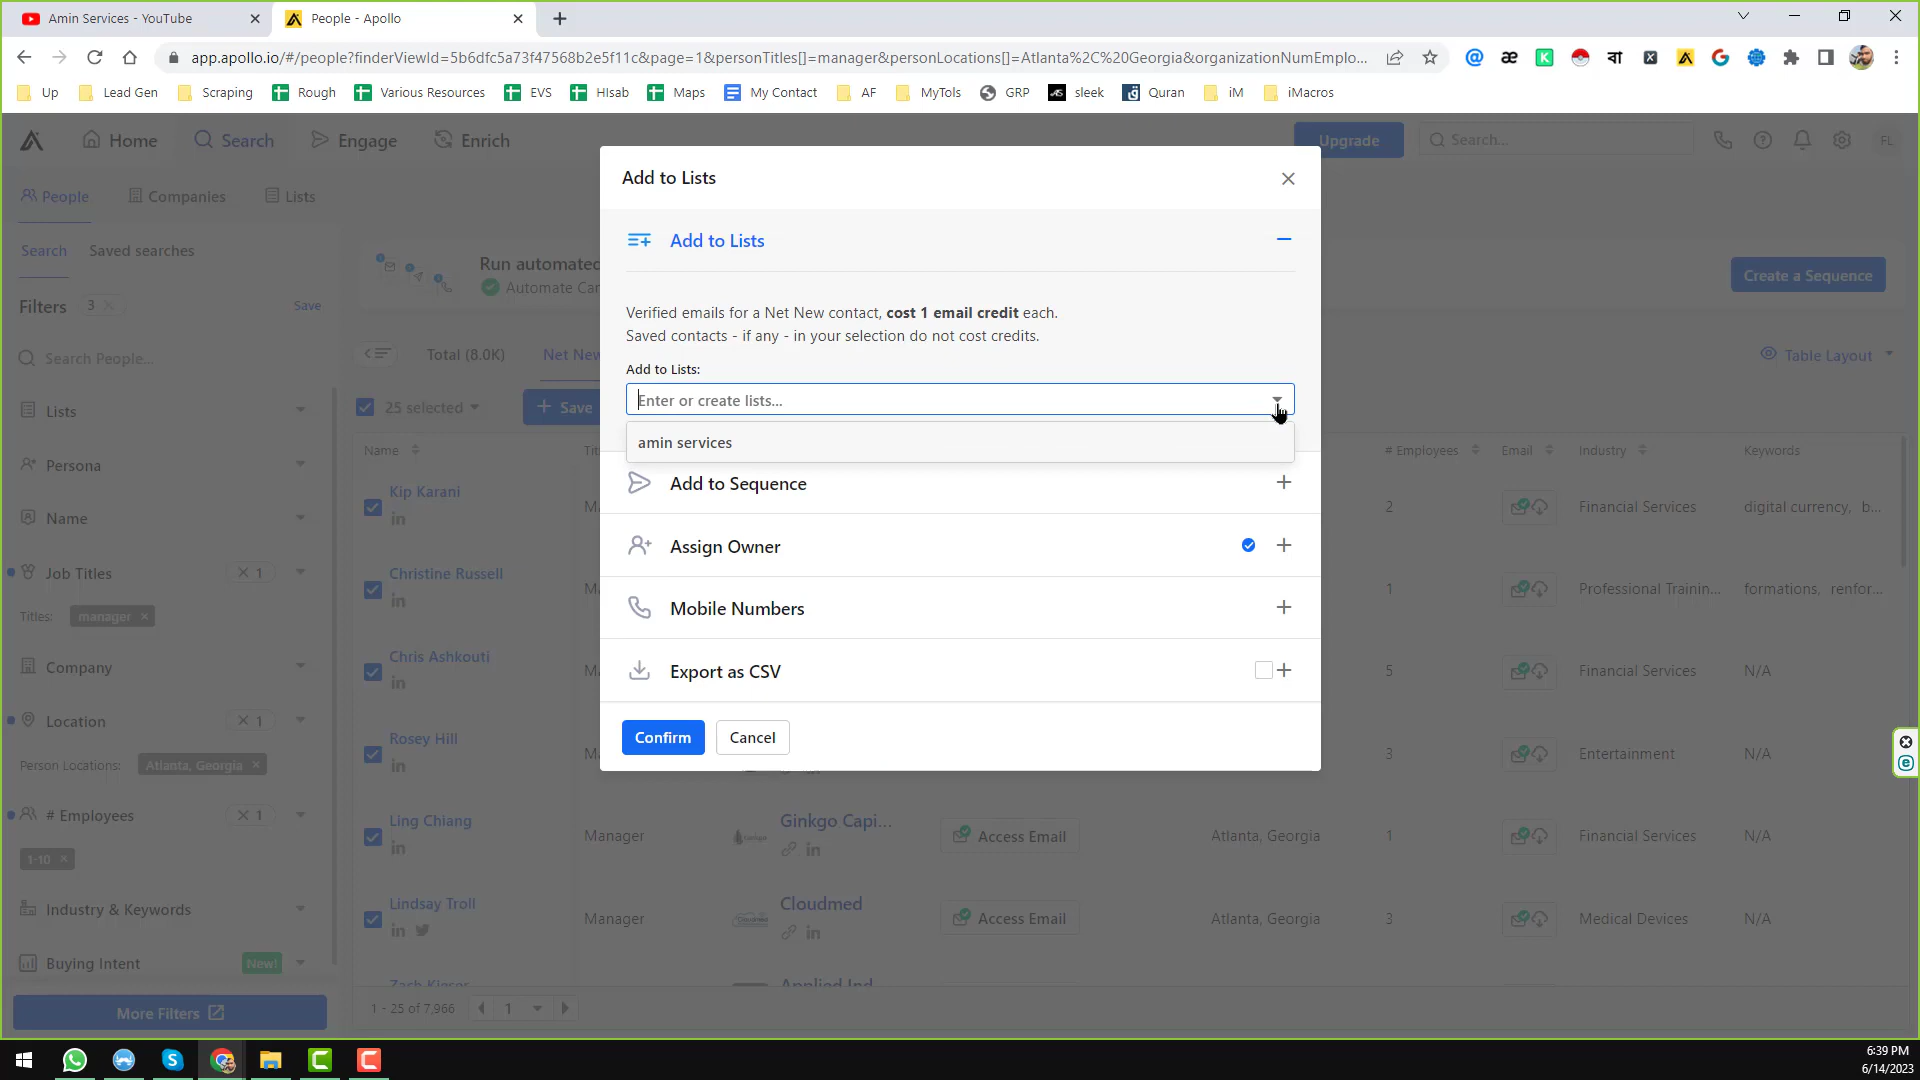 Amin Services - YouTube
People - Apollo
app.apollo.io/#/people?finderViewId=5b6dfc5a73f47568b2e5f11c&page=1&personTitles[]=manager&personLocations[]=Atlanta%2C%20Georgia&organizationNumEmplo...
Up
Lead Gen
Scraping
Rough
Various Resources
EVS
HIsab
Maps
My Contact
AF
MyTols
GRP
sleek
Quran
iM
iMacros
Home
Search
Engage
Enrich
Upgrade
Search...
FL
People
Companies
Lists
Search
Saved searches
Run automated
Automate Car
Create a Sequence
Filters 3
Save
Search People...
Total (8.0K)
Net New
Table Layout
25 selected
Save
Name
# Employees
Email
Industry
Keywords
Lists
Persona
Name
Job Titles
1
Titles:
manager
Company
Location
1
Person Locations:
Atlanta, Georgia
# Employees
1
1-10
Industry & Keywords
Buying Intent
New!
More Filters
Add to Lists
Add to Lists
Verified emails for a Net New contact, cost 1 email credit each.
Saved contacts - if any - in your selection do not cost credits.
Add to Lists:
Enter or create lists...
amin services
Add to Sequence
Assign Owner
Mobile Numbers
Export as CSV
Confirm
Cancel
Kip Karani
2
Financial Services
digital currency, b...
Christine Russell
1
Professional Trainin...
formations, renfor...
Chris Ashkouti
5
Financial Services
N/A
Rosey Hill
3
Entertainment
N/A
Ling Chiang
Manager
Ginkgo Capi...
Access Email
Atlanta, Georgia
1
Financial Services
N/A
Lindsay Troll
Manager
Cloudmed
Access Email
Atlanta, Georgia
3
Medical Devices
N/A
1 - 25 of 7,966
1
6:39 PM
6/14/2023